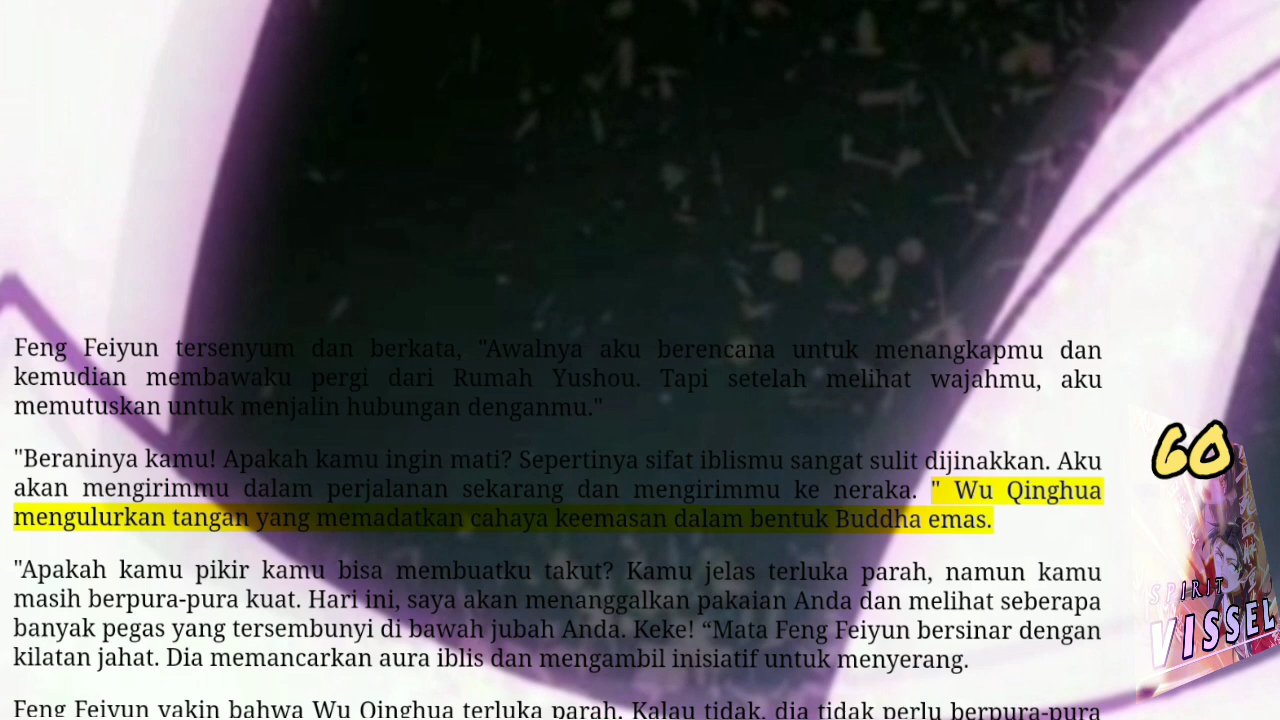 Feng Feiyun tersenyum dan berkata, "Awalnya aku berencana untuk menangkapmu dan
kemudian membawaku pergi dari Rumah Yushou. Tapi setelah melihat wajahmu, aku
memutuskan untuk menjalin hubungan denganmu."
"Beraninya kamu! Apakah kamu ingin mati? Sepertinya sifat iblismu sangat sulit dijinakkan. Aku
akan mengirimmu dalam perjalanan sekarang dan mengirimmu ke neraka. " Wu Qinghua
mengulurkan tangan yang memadatkan cahaya keemasan dalam bentuk Buddha emas.
"Apakah kamu pikir kamu bisa membuatku takut? Kamu jelas terluka parah, namun kamu
masih berpura-pura kuat. Hari ini, saya akan menanggalkan pakaian Anda dan melihat seberapa
banyak pegas yang tersembunyi di bawah jubah Anda. Keke! “Mata Feng Feiyun bersinar dengan
kilatan jahat. Dia memancarkan aura iblis dan mengambil inisiatif untuk menyerang.
Feng Feiyun yakin bahwa Wu Qinghua terluka parah. Kalau tidak, dia tidak perlu berpura-pura
60
SPIRIT
VISSEL